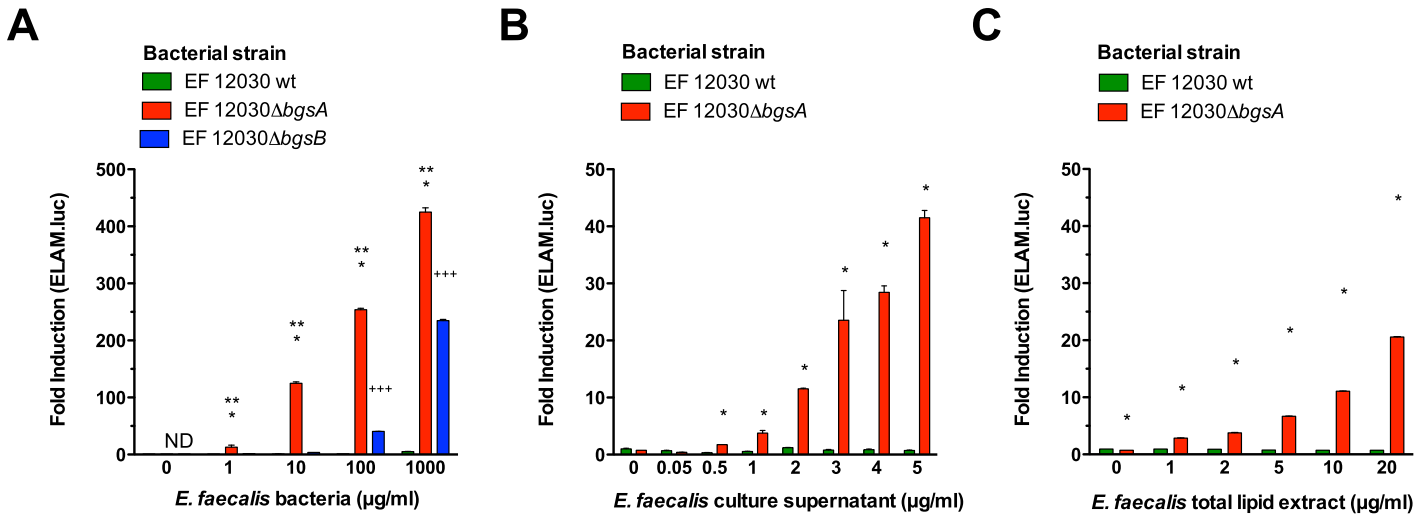 A
Bacterial strain
EF 12030 wt
EF 12030ΔbgsA
EF 12030ΔbgsB
Fold Induction (ELAM.luc)
500
400
300
200
100
0
ND
**
*
**
*
**
*
+++
**
*
+++
0 1 10 100 1000
E. faecalis bacteria (µg/ml)
B
Bacterial strain
EF 12030 wt
EF 12030ΔbgsA
Fold Induction (ELAM.luc)
50
40
30
20
10
0
*
*
*
*
*
*
0 0.05 0.5 1 2 3 4 5
E. faecalis culture supernatant (µg/ml)
C
Bacterial strain
EF 12030 wt
EF 12030ΔbgsA
Fold Induction (ELAM.luc)
50
40
30
20
10
0
*
*
*
*
*
*
0 1 2 5 10 20
E. faecalis total lipid extract (µg/ml)